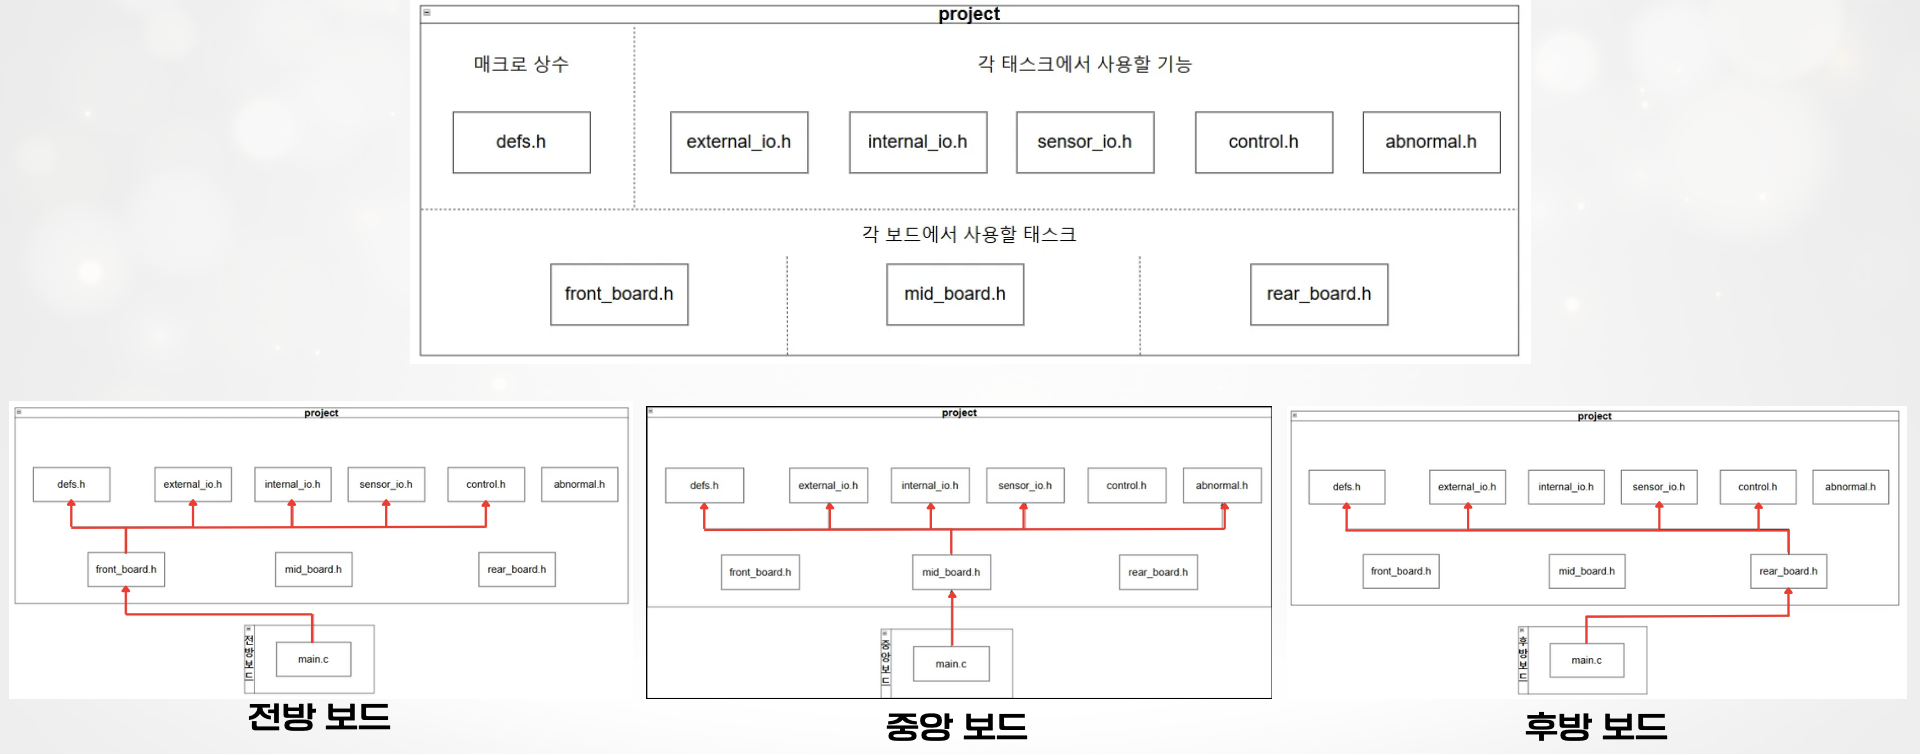 project
매크로 상수
각 태스크에서 사용할 기능
defs.h
external_io.h
internal_io.h
sensor_io.h
control.h
abnormal.h
각 보드에서 사용할 태스크
front_board.h
mid_board.h
rear_board.h
project
defs.h
external_io.h
internal_io.h
sensor_io.h
control.h
abnormal.h
front_board.h
mid_board.h
rear_board.h
전방보드
main.c
전방 보드
project
defs.h
external_io.h
internal_io.h
sensor_io.h
control.h
abnormal.h
front_board.h
mid_board.h
rear_board.h
중앙보드
main.c
중앙 보드
project
defs.h
external_io.h
internal_io.h
sensor_io.h
control.h
abnormal.h
front_board.h
mid_board.h
rear_board.h
후방보드
main.c
후방 보드